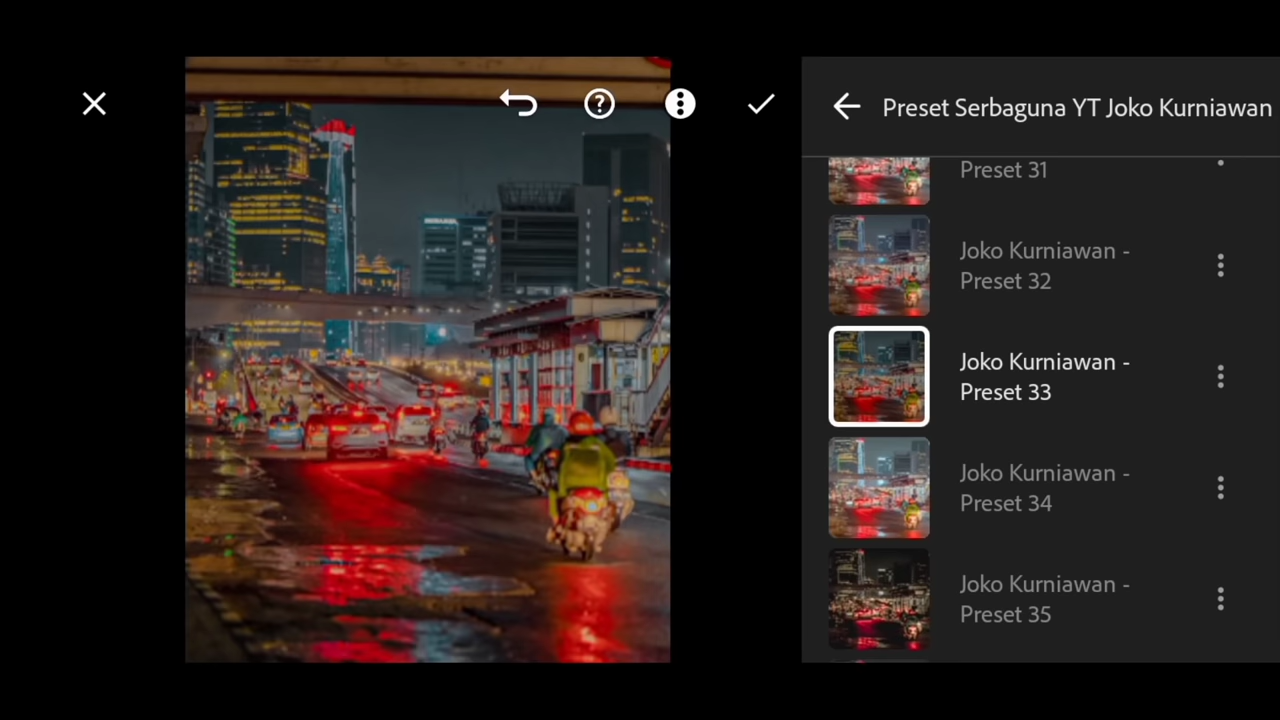 Preset Serbaguna YT Joko Kurniawan
Preset 31
Joko Kurniawan -
Preset 32
Joko Kurniawan -
Preset 33
Joko Kurniawan -
Preset 34
Joko Kurniawan -
Preset 35